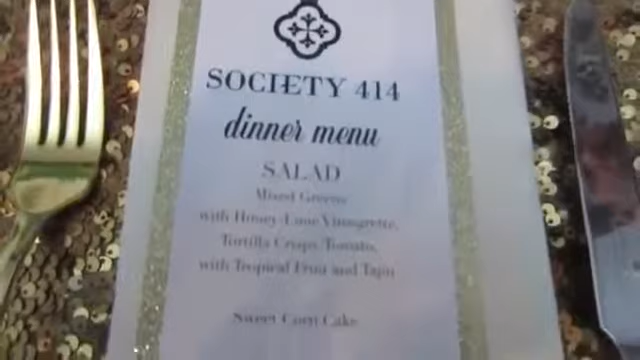 SOCIETY 414
dinner menu
SALAD
Mixed Greens
with Honey-Lime Vinaigrette,
Tortilla Crisps, Tomato,
with Tropical Fruit and Tajin
Sweet Corn Cake